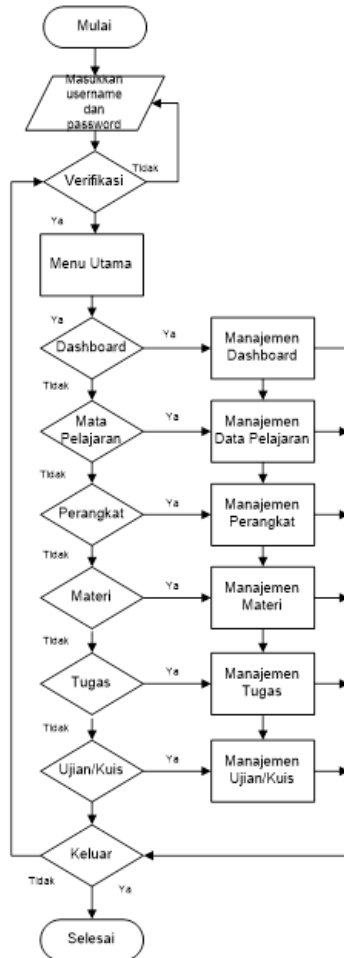 Mulai
Masukkan
username
dan
password
Tidak
Verifikasi
Ya
Menu Utama
Ya
Dashboard
Ya
Manajemen
Dashboard
Tidak
Mata
Pelajaran
Ya
Manajemen
Data Pelajaran
Tidak
Perangkat
Ya
Manajemen
Perangkat
Tidak
Materi
Ya
Manajemen
Materi
Tidak
Tugas
Ya
Manajemen
Tugas
Tidak
Ujian/Kuis
Ya
Manajemen
Ujian/Kuis
Keluar
Tidak
Ya
Selesai